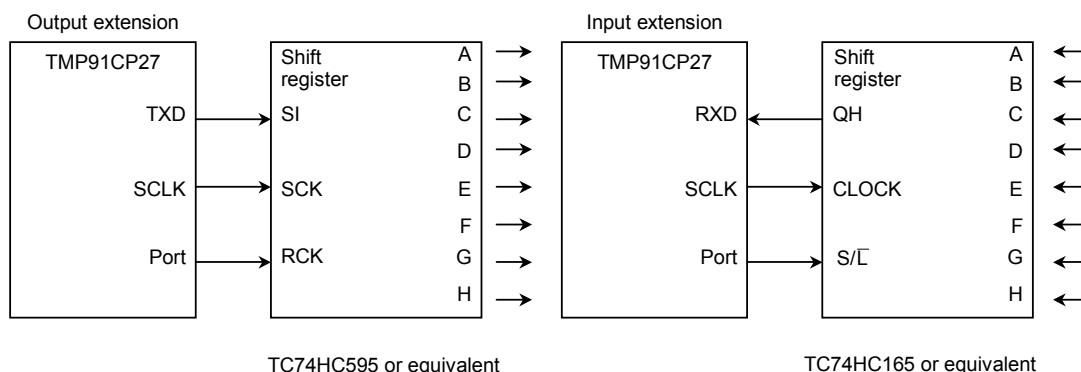 Output extension
TMP91CP27
TXD
SCLK
Port
Shift
register
SI
SCK
RCK
A
B
C
D
E
F
G
H
TC74HC595 or equivalent
Input extension
TMP91CP27
RXD
SCLK
Port
Shift
register
QH
CLOCK
S/L̅
A
B
C
D
E
F
G
H
TC74HC165 or equivalent